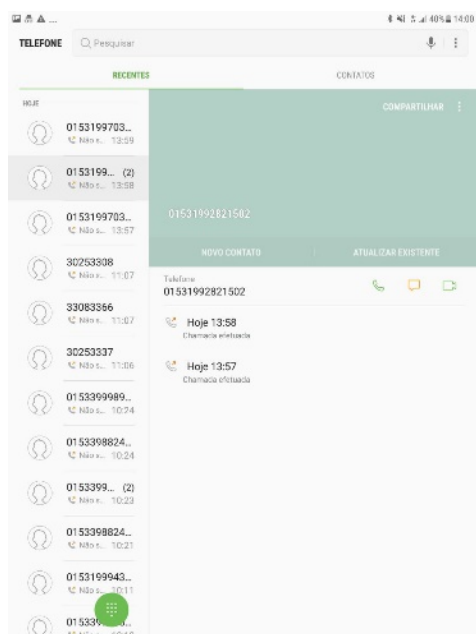 40% 14:00
TELEFONE Pesquisar
RECENTES CONTATOS
HOJE
0153199703...
Não s... 13:59
0153199... (2)
Não s... 13:58
0153199703...
Não s... 13:57
30253308
Não s... 11:07
33083366
Não s... 11:07
30253337
Não s... 11:06
0153399989...
Não s... 10:24
0153398824...
Não s... 10:24
0153399... (2)
Não s... 10:23
0153398824...
Não s... 10:21
0153199943...
Não s... 10:11
COMPARTILHAR
01531992821502
NOVO CONTATO ATUALIZAR EXISTENTE
Telefone
01531992821502
Hoje 13:58
Chamada efetuada
Hoje 13:57
Chamada efetuada